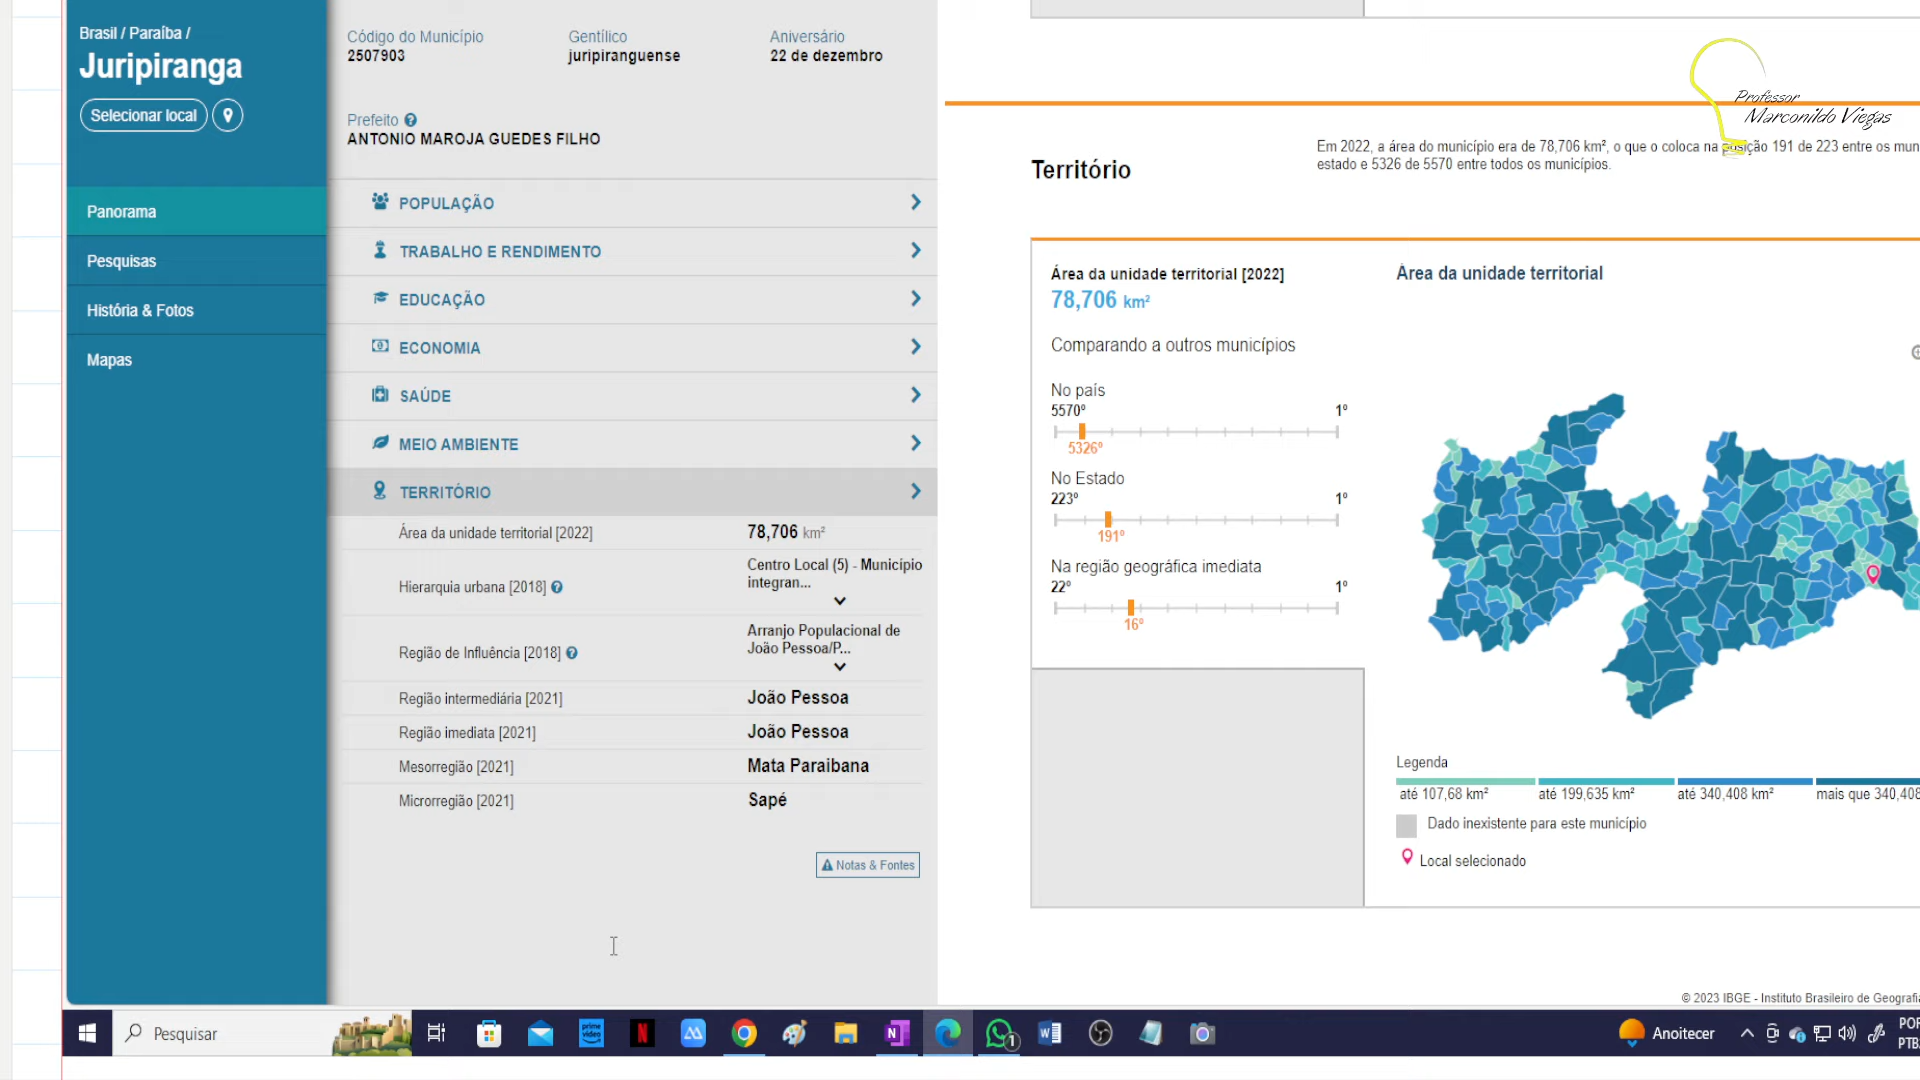 Brasil / Paraíba /
Juripiranga
Selecionar local
Panorama
Pesquisas
História & Fotos
Mapas
Código do Município
2507903
Gentílico
juripiranguense
Aniversário
22 de dezembro
Prefeito
ANTONIO MAROJA GUEDES FILHO
POPULAÇÃO
TRABALHO E RENDIMENTO
EDUCAÇÃO
ECONOMIA
SAÚDE
MEIO AMBIENTE
TERRITÓRIO
Área da unidade territorial [2022]
78,706 km²
Hierarquia urbana [2018]
Centro Local (5) - Município
integran...
Região de Influência [2018]
Arranjo Populacional de
João Pessoa/P...
Região intermediária [2021]
João Pessoa
Região imediata [2021]
João Pessoa
Mesorregião [2021]
Mata Paraibana
Microrregião [2021]
Sapé
Notas & Fontes
Professor
Marconildo Viegas
Território
Em 2022, a área do município era de 78,706 km², o que o coloca na posição 191 de 223 entre os mun
estado e 5326 de 5570 entre todos os municípios.
Área da unidade territorial [2022]
78,706 km²
Comparando a outros municípios
No país
5570º 1º
5326º
No Estado
223º 1º
191º
Na região geográfica imediata
22º 1º
16º
Área da unidade territorial
Legenda
até 107,68 km²
até 199,635 km²
até 340,408 km²
mais que 340,408
Dado inexistente para este município
Local selecionado
© 2023 IBGE - Instituto Brasileiro de Geografia
Pesquisar
prime video
N
N
1
W
Anoitecer
POR
PTB